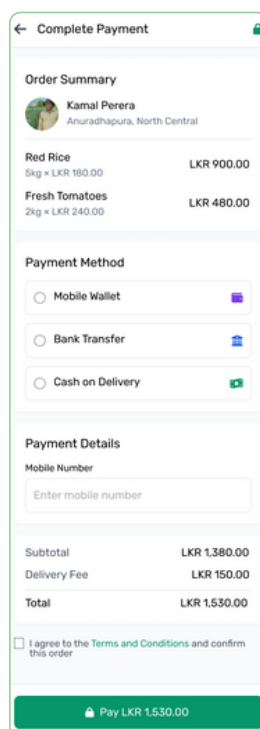 Complete Payment
Order Summary
Kamal Perera
Anuradhapura, North Central
Red Rice
LKR 900.00
5kg × LKR 180.00
Fresh Tomatoes
LKR 480.00
2kg × LKR 240.00
Payment Method
Mobile Wallet
Bank Transfer
Cash on Delivery
Payment Details
Mobile Number
Enter mobile number
Subtotal LKR 1,380.00
Delivery Fee LKR 150.00
Total LKR 1,530.00
I agree to the Terms and Conditions and confirm
this order
Pay LKR 1,530.00